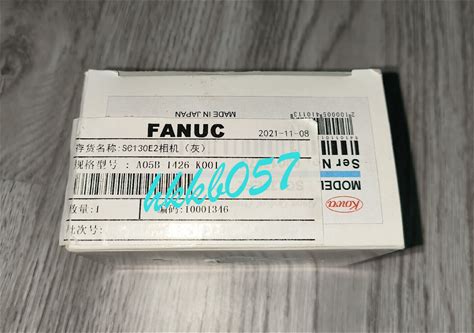 MADE IN JAPAN
FANUC
2021-11-08
存货名称:SC130E2相机（灰）
规格型号: A05B 1426 K001
hkkb057
数量:1
编码:10001346
批次号:
MODEL
Ser N
Kowa